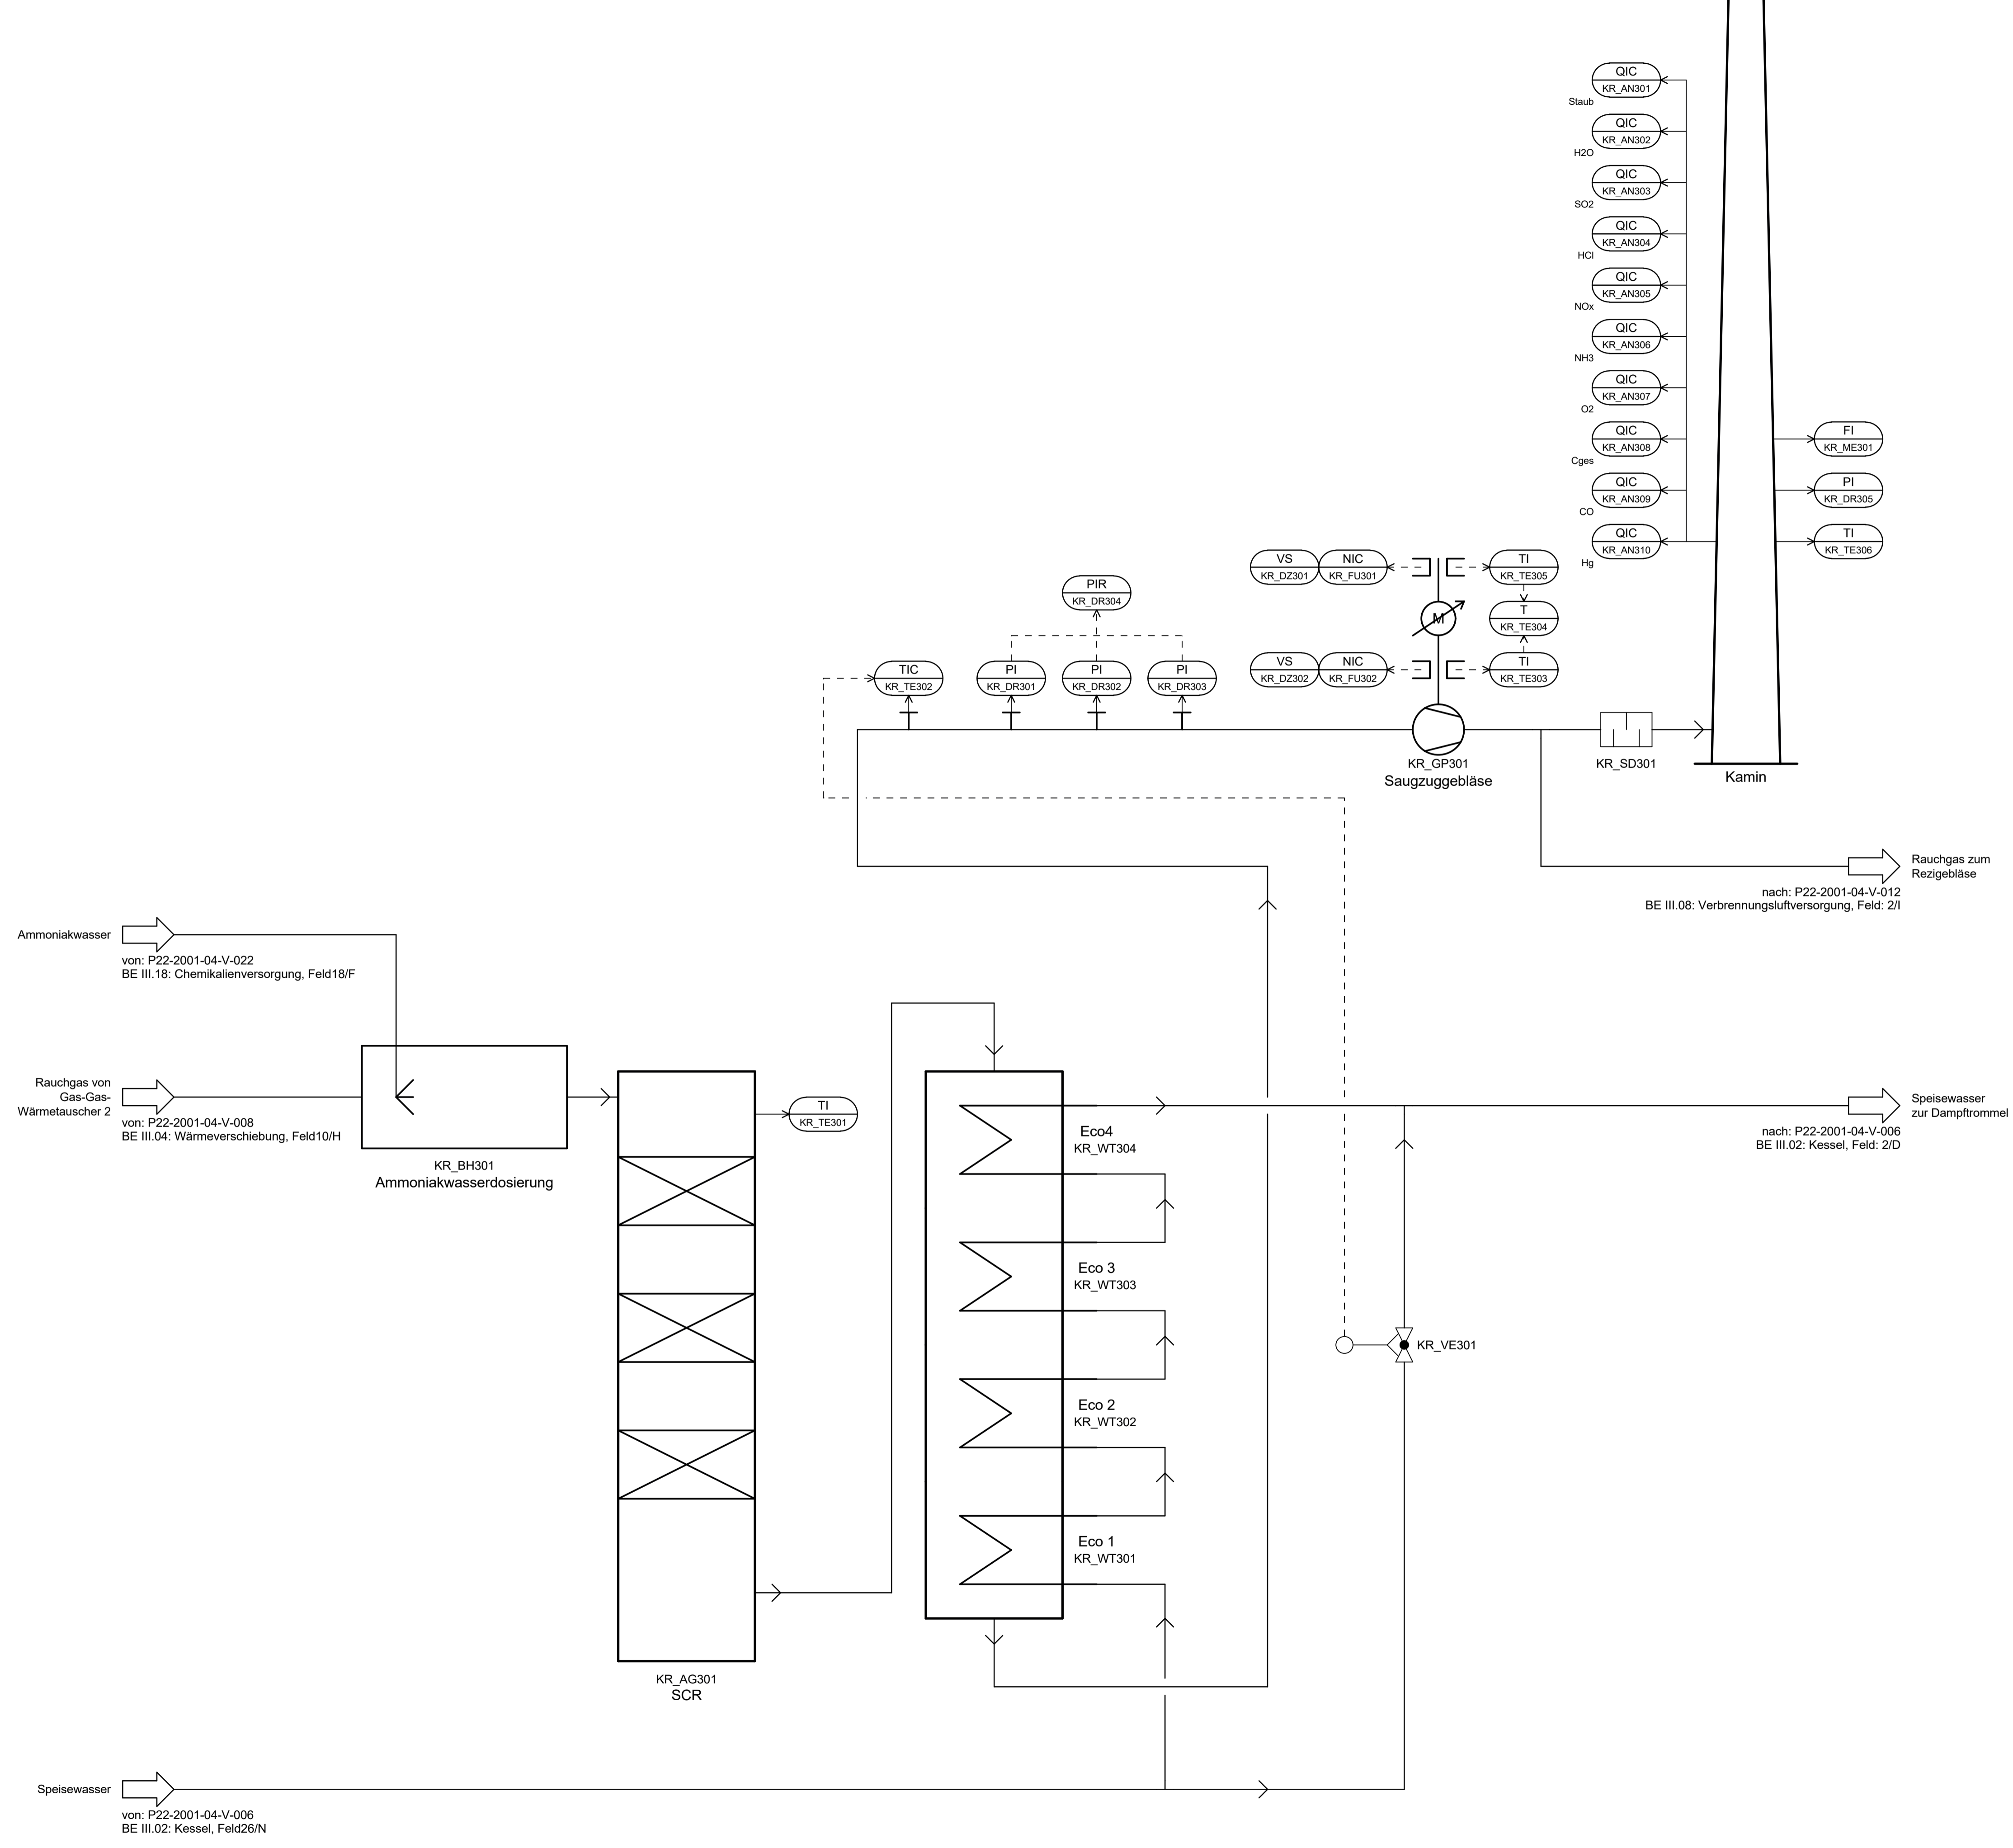 QIC
KR_AN301
Staub
QIC
KR_AN302
H2O
QIC
KR_AN303
SO2
QIC
KR_AN304
HCl
QIC
KR_AN305
NOx
QIC
KR_AN306
NH3
QIC
KR_AN307
O2
QIC
KR_AN308
Cges
QIC
KR_AN309
CO
QIC
KR_AN310
Hg
FI
KR_ME301
PI
KR_DR305
TI
KR_TE306
VS
KR_DZ301
NIC
KR_FU301
TI
KR_TE305
PIR
KR_DR304
M
T
KR_TE304
TIC
KR_TE302
PI
KR_DR301
PI
KR_DR302
PI
KR_DR303
VS
KR_DZ302
NIC
KR_FU302
TI
KR_TE303
KR_GP301
Saugzuggebläse
KR_SD301
Kamin
Rauchgas zum
Rezigebläse
nach: P22-2001-04-V-012
BE III.08: Verbrennungsluftversorgung, Feld: 2/I
Ammoniakwasser
von: P22-2001-04-V-022
BE III.18: Chemikalienversorgung, Feld18/F
Rauchgas von
Gas-Gas-
Wärmetauscher 2
von: P22-2001-04-V-008
BE III.04: Wärmeverschiebung, Feld10/H
KR_BH301
Ammoniakwasserdosierung
TI
KR_TE301
Speisewasser
zur Dampftrommel
nach: P22-2001-04-V-006
BE III.02: Kessel, Feld: 2/D
Eco4
KR_WT304
Eco 3
KR_WT303
KR_VE301
Eco 2
KR_WT302
Eco 1
KR_WT301
KR_AG301
SCR
Speisewasser
von: P22-2001-04-V-006
BE III.02: Kessel, Feld26/N